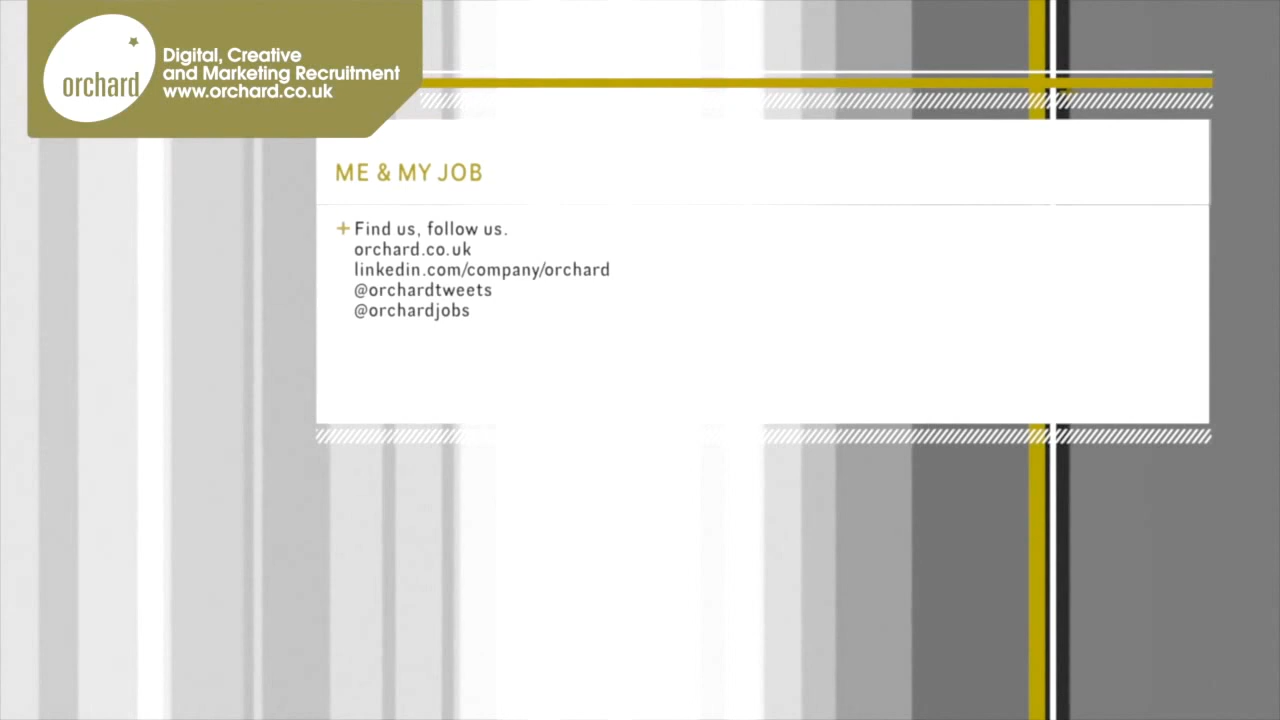 orchard
Digital, Creative
and Marketing Recruitment
www.orchard.co.uk
ME & MY JOB
+ Find us, follow us.
orchard.co.uk
linkedin.com/company/orchard
@orchardtweets
@orchardjobs